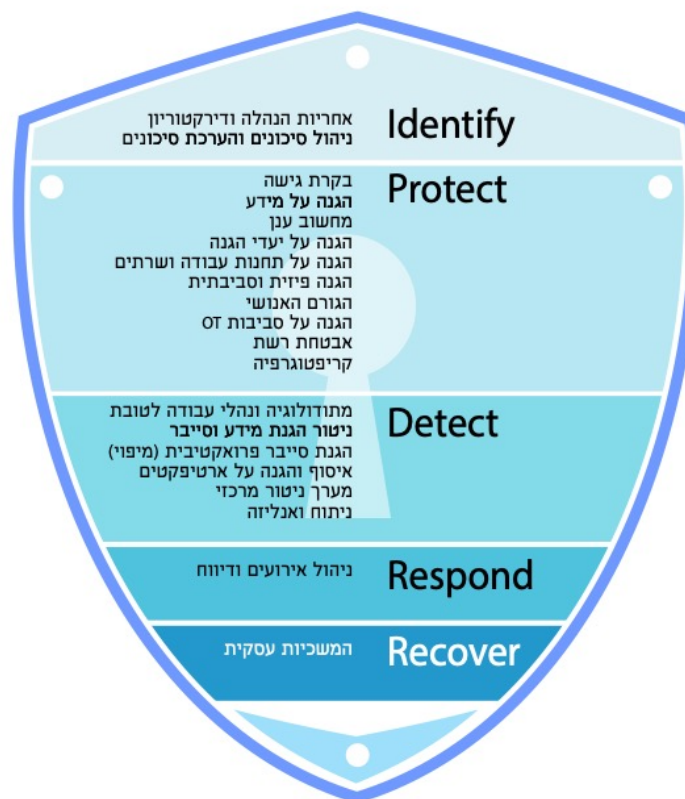 Identify
אחריות הנהלה ודירקטוריון
ניהול סיכונים והערכת סיכונים
Protect
בקרת גישה
הגנה על מידע
מחשוב ענן
הגנה על יעדי הגנה
הגנה על תחנות עבודה ושרתים
הגנה פיזית וסביבתית
הגורם האנושי
הגנה על סביבות OT
אבטחת רשת
קריפטוגרפיה
Detect
מתודולוגיה ונהלי עבודה לטובת
ניטור הגנת מידע וסייבר
הגנת סייבר פרואקטיבית (מיפוי)
איסוף והגנה על ארטיפקטים
מערך ניטור מרכזי
ניתוח ואנליזה
Respond
ניהול אירועים ודיווח
Recover
המשכיות עסקית